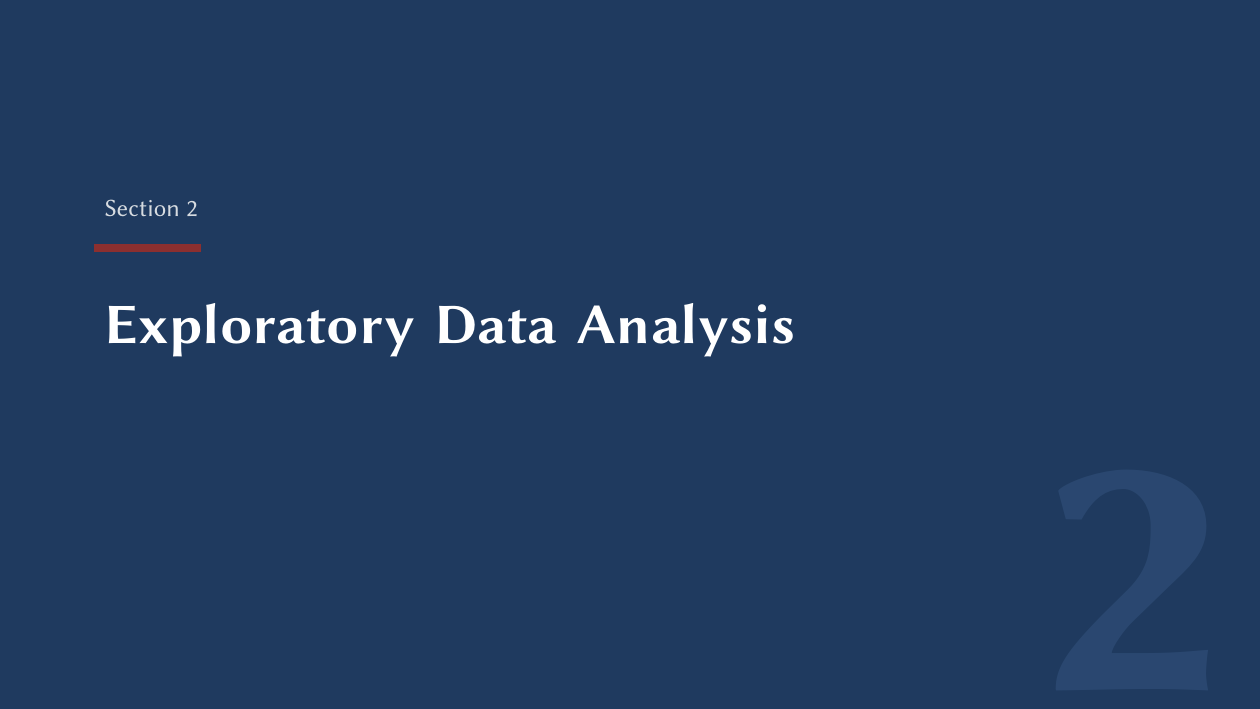 Section 2
Exploratory Data Analysis
2